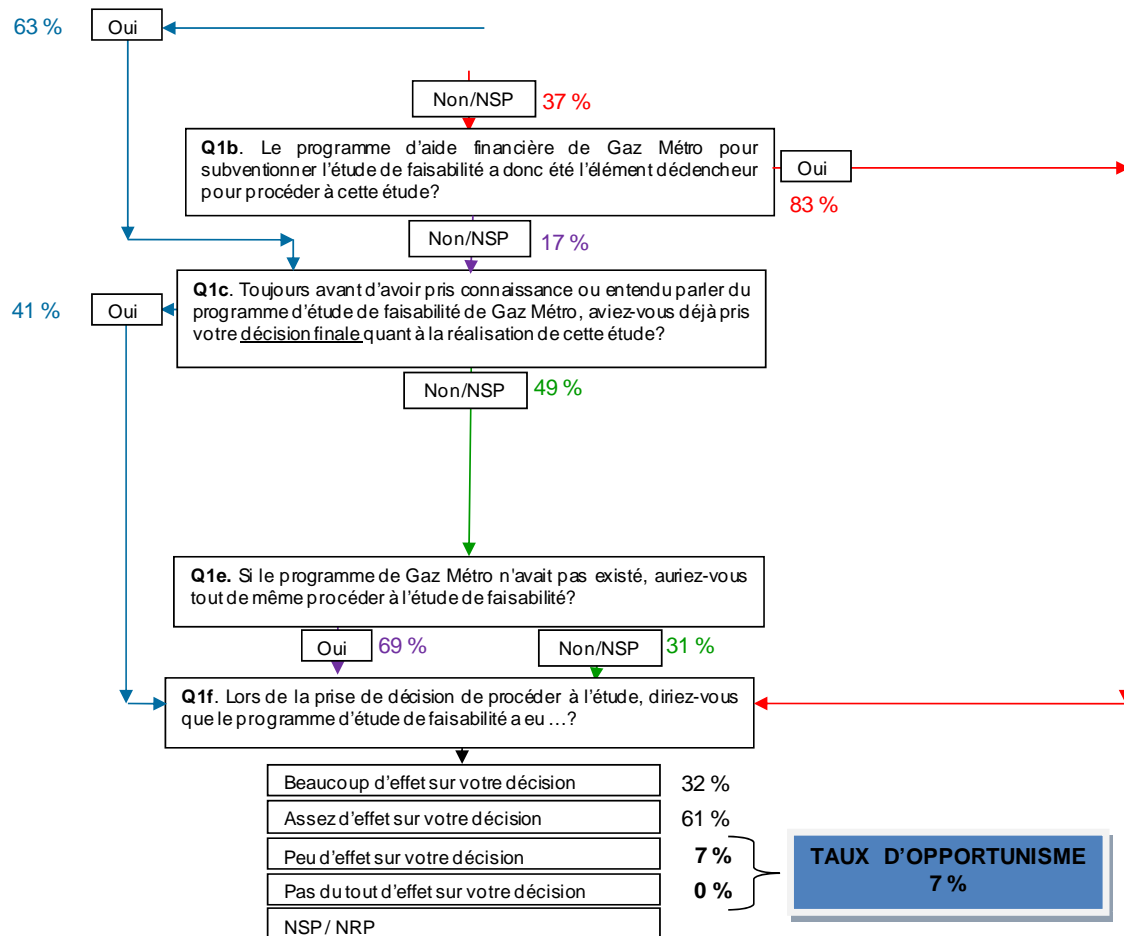 63 %
Oui
Non/NSP
37 %
Q1b. Le programme d'aide financière de Gaz Métro pour
subventionner l'étude de faisabilité a donc été l'élément déclencheur
pour procéder à cette étude?
Oui
83 %
Non/NSP
17 %
Q1c. Toujours avant d'avoir pris connaissance ou entendu parler du
programme d'étude de faisabilité de Gaz Métro, aviez-vous déjà pris
votre décision finale quant à la réalisation de cette étude?
41 %
Oui
Non/NSP
49 %
Q1e. Si le programme de Gaz Métro n'avait pas existé, auriez-vous
tout de même procéder à l'étude de faisabilité?
Oui
69 %
Non/NSP
31 %
Q1f. Lors de la prise de décision de procéder à l'étude, diriez-vous
que le programme d'étude de faisabilité a eu …?
Beaucoup d'effet sur votre décision
32 %
Assez d'effet sur votre décision
61 %
Peu d'effet sur votre décision
7 %
Pas du tout d'effet sur votre décision
0 %
NSP / NRP
TAUX D'OPPORTUNISME
7 %